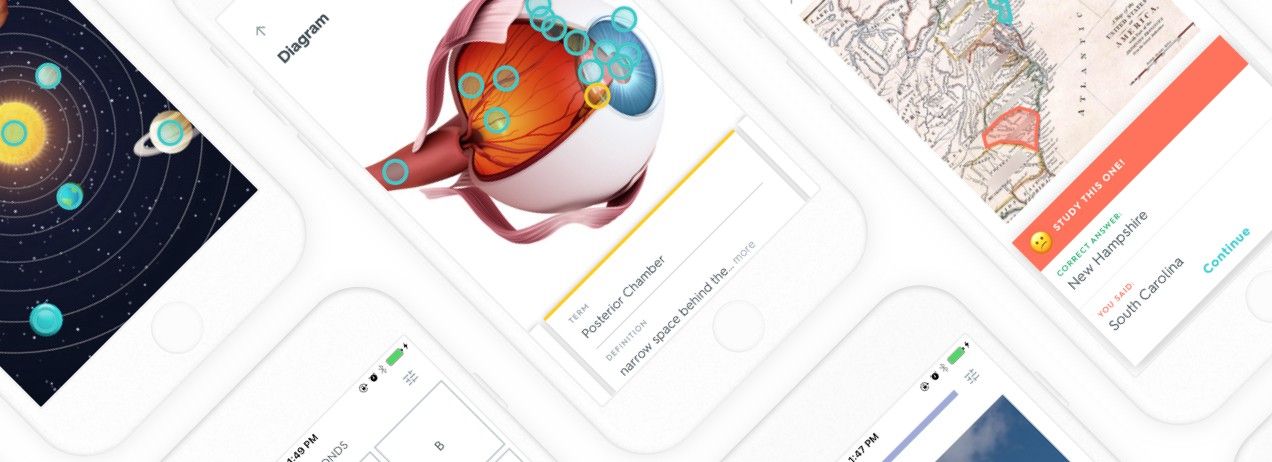 Diagram
TERM
Posterior Chamber
DEFINITION
narrow space behind the... more
UNITED STATES
AMERICA,
ATLANTIC
STUDY THIS ONE!
CORRECT ANSWER:
New Hampshire
YOU SAID:
South Carolina
Continue
1:49 PM
B
1:47 PM